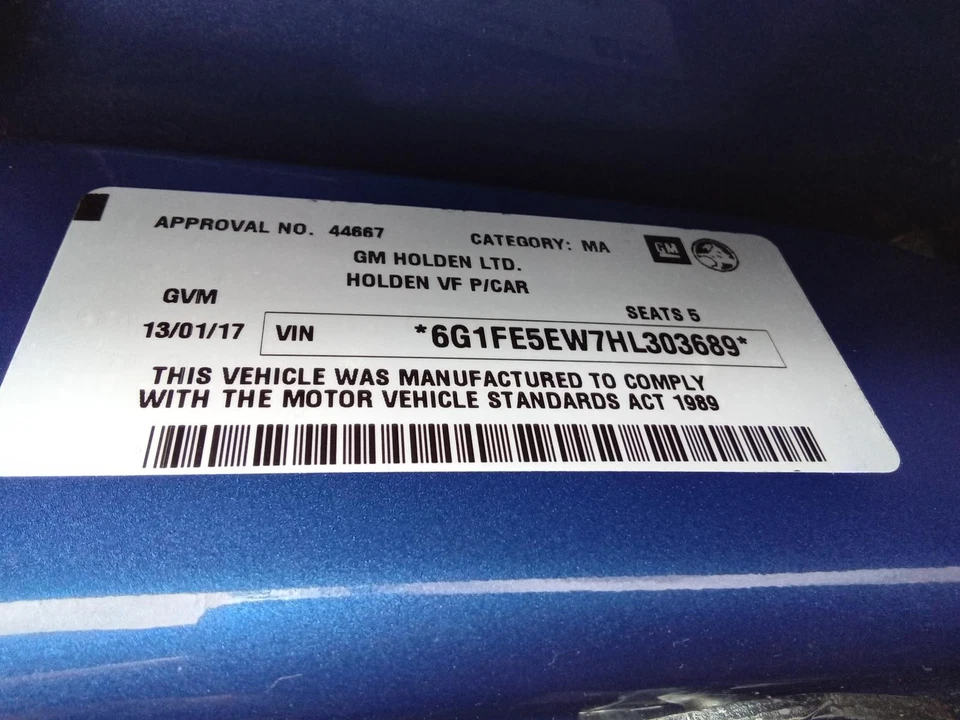 APPROVAL NO. 44667 CATEGORY: MA GM
GM HOLDEN LTD.
HOLDEN VF P/CAR
GVM SEATS 5
13/01/17 VIN *6G1FE5EW7HL303689*
THIS VEHICLE WAS MANUFACTURED TO COMPLY
WITH THE MOTOR VEHICLE STANDARDS ACT 1989